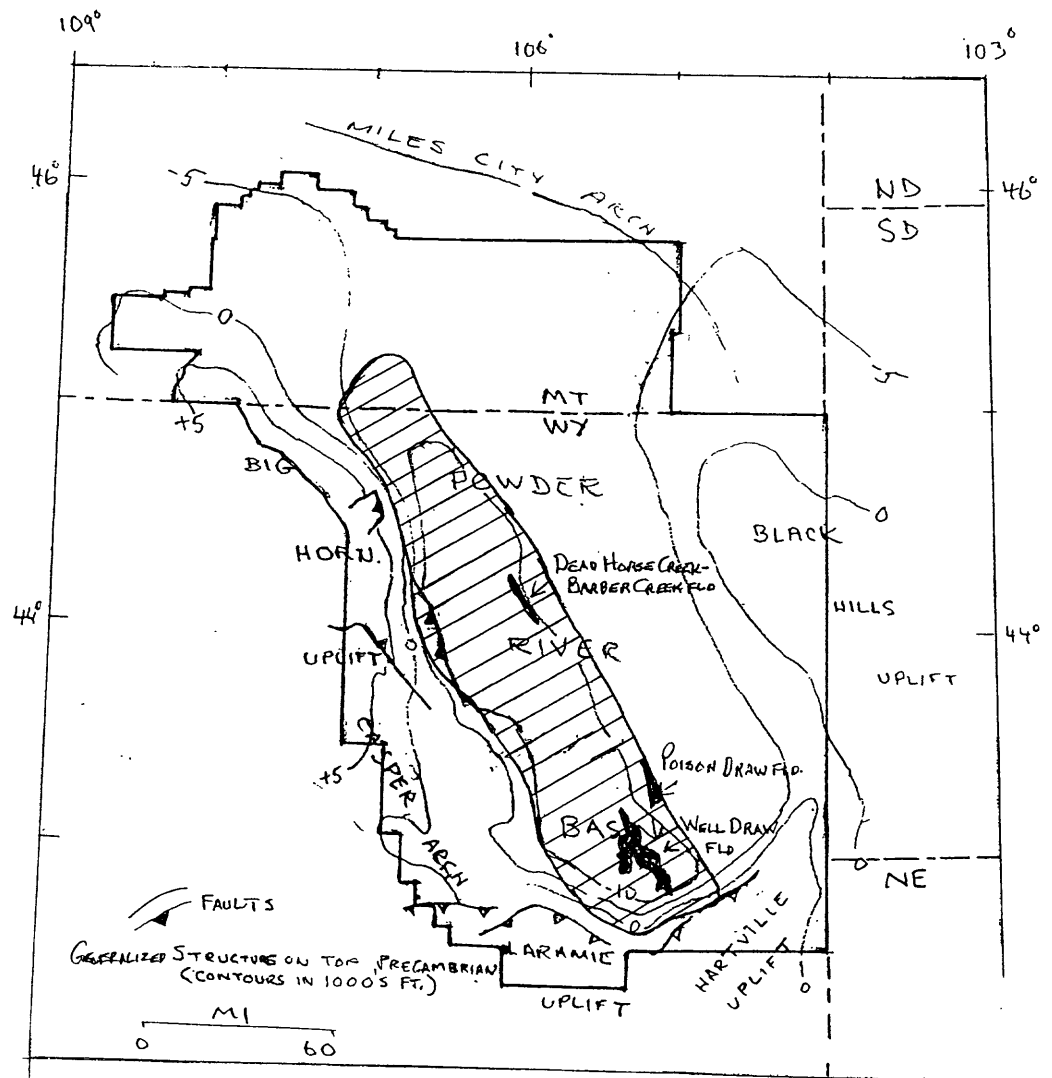 109°
106°
103°
46°
MILES CITY ARCH
-5
ND
46°
SD
0
-5
+5
MT
WY
BIG
POWDER
0
BLACK
HORN.
DEAD HORSE CREEK-
BARBER CREEK FLD
44°
HILLS
44°
0
RIVER
UPLIFT
UPLIFT
CASPER
+5
POISON DRAW FLD.
BASIN
WELL DRAW
FLD
ARCH
0
NE
-10
FAULTS
0
HARTVILLE
UPLIFT
GENERALIZED STRUCTURE ON TOP PRECAMBRIAN
(CONTOURS IN 1000'S FT.)
LARAMIE
0
UPLIFT
MI
0 60